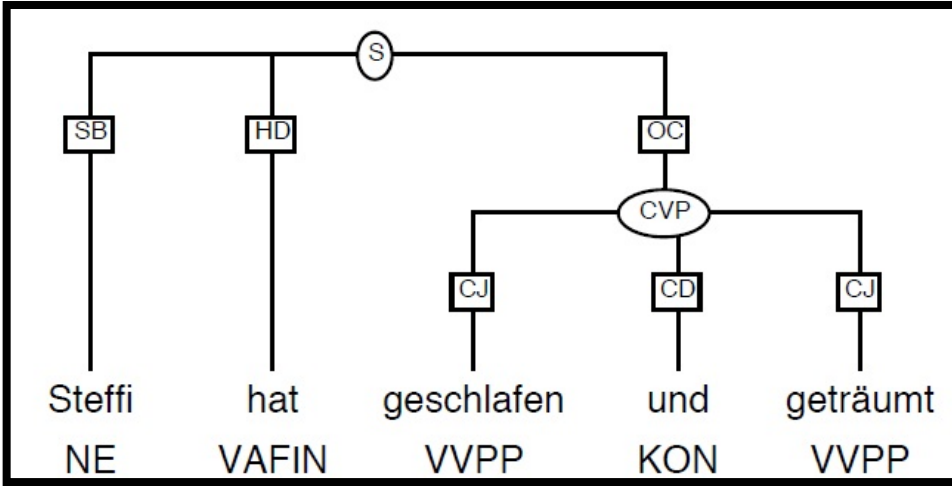 S
SB HD OC
CVP
CJ CD CJ
Steffi hat geschlafen und geträumt
NE VAFIN VVPP KON VVPP